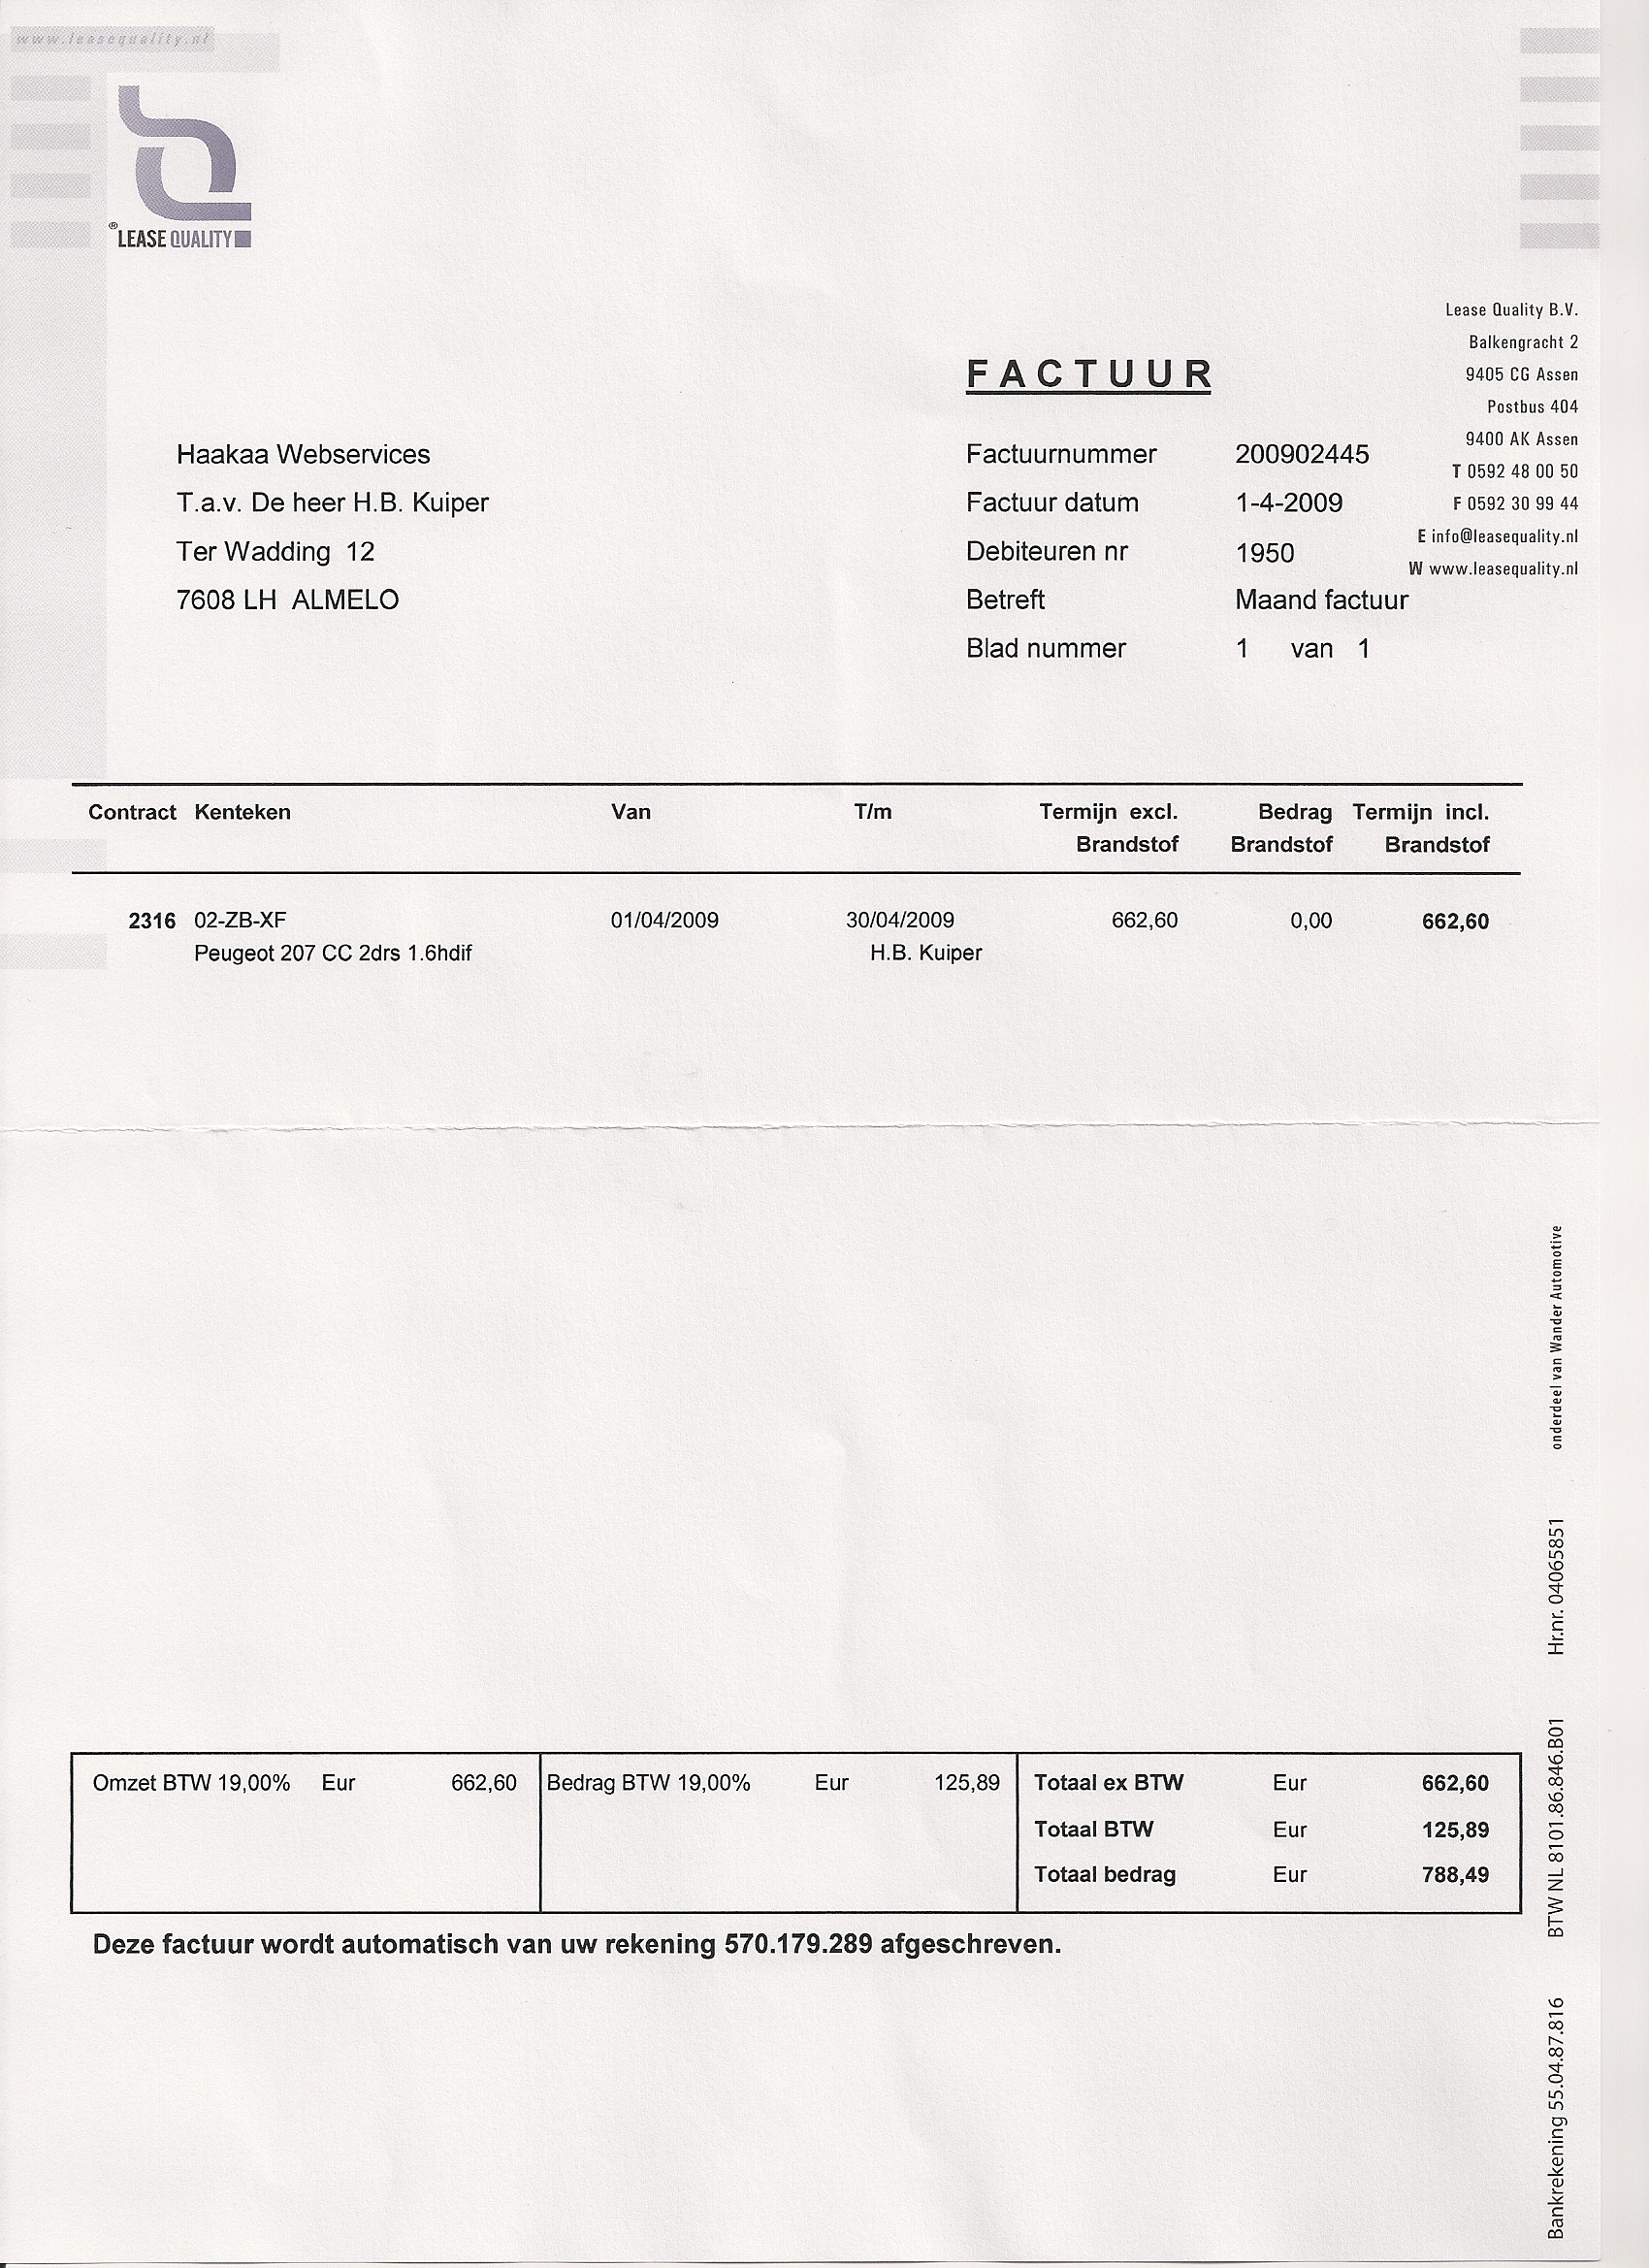 www.leasequality.nl
® LEASE QUALITY
Lease Quality B.V.
Balkengracht 2
9405 CG Assen
Postbus 404
9400 AK Assen
T 0592 48 00 50
F 0592 30 99 44
E info@leasequality.nl
W www.leasequality.nl
FACTUUR
Haakaa Webservices
T.a.v. De heer H.B. Kuiper
Ter Wadding 12
7608 LH ALMELO
Factuurnummer 200902445
Factuur datum 1-4-2009
Debiteuren nr 1950
Betreft Maand factuur
Blad nummer 1 van 1
Contract Kenteken Van T/m Termijn excl. Bedrag Termijn incl.
Brandstof Brandstof Brandstof
2316 02-ZB-XF 01/04/2009 30/04/2009 662,60 0,00 662,60
Peugeot 207 CC 2drs 1.6hdif H.B. Kuiper
Omzet BTW 19,00% Eur 662,60 Bedrag BTW 19,00% Eur 125,89 Totaal ex BTW Eur 662,60
Totaal BTW Eur 125,89
Totaal bedrag Eur 788,49
Deze factuur wordt automatisch van uw rekening 570.179.289 afgeschreven.
Bankrekening 55.04.87.816 BTW NL 8101.86.846.B01 Hr.nr. 04065851 onderdeel van Wander Automotive